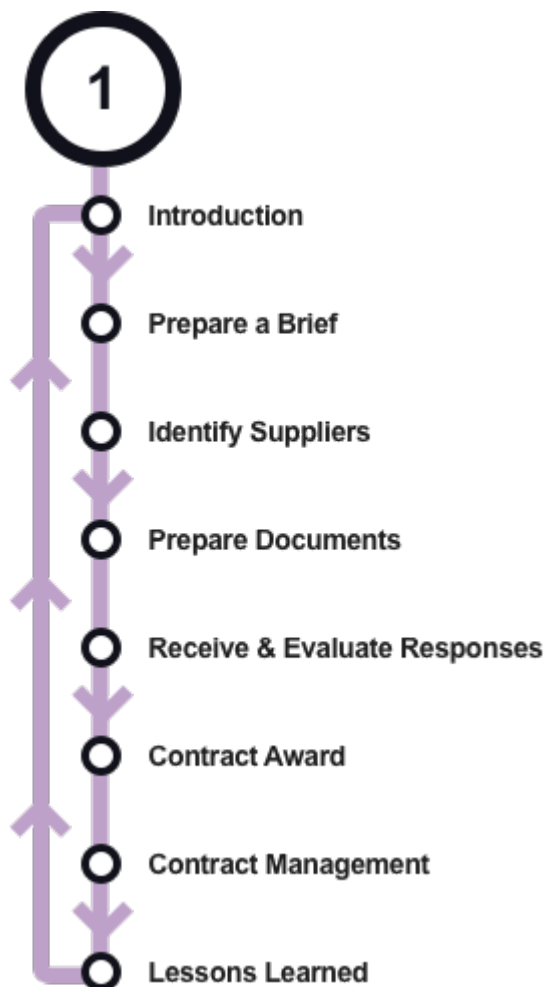 1
Introduction
Prepare a Brief
Identify Suppliers
Prepare Documents
Receive & Evaluate Responses
Contract Award
Contract Management
Lessons Learned